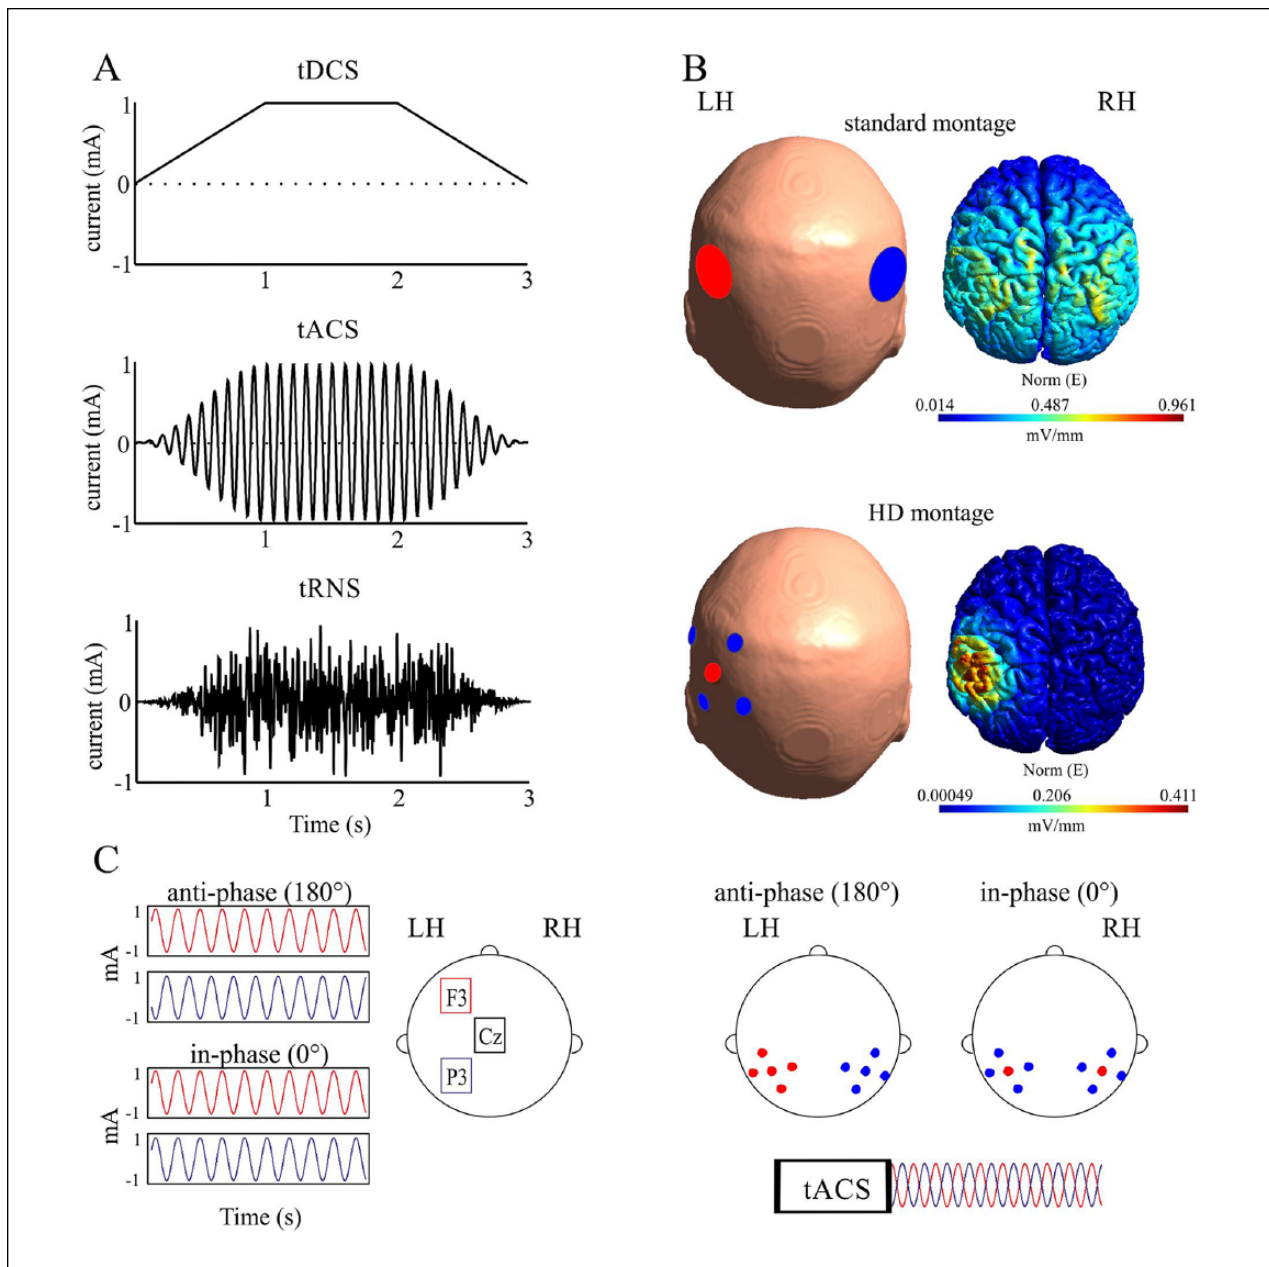 A
tDCS
current (mA)
1
0
-1
1 2 3
tACS
current (mA)
1
0
-1
1 2 3
tRNS
current (mA)
1
0
-1
1 2 3
Time (s)
B
LH RH
standard montage
Norm (E)
0.014 0.487 0.961
mV/mm
HD montage
Norm (E)
0.00049 0.206 0.411
mV/mm
C
anti-phase (180°)
1
-1
mA
1
-1
in-phase (0°)
1
-1
mA
1
-1
Time (s)
LH RH
F3
Cz
P3
anti-phase (180°) in-phase (0°)
LH RH
tACS